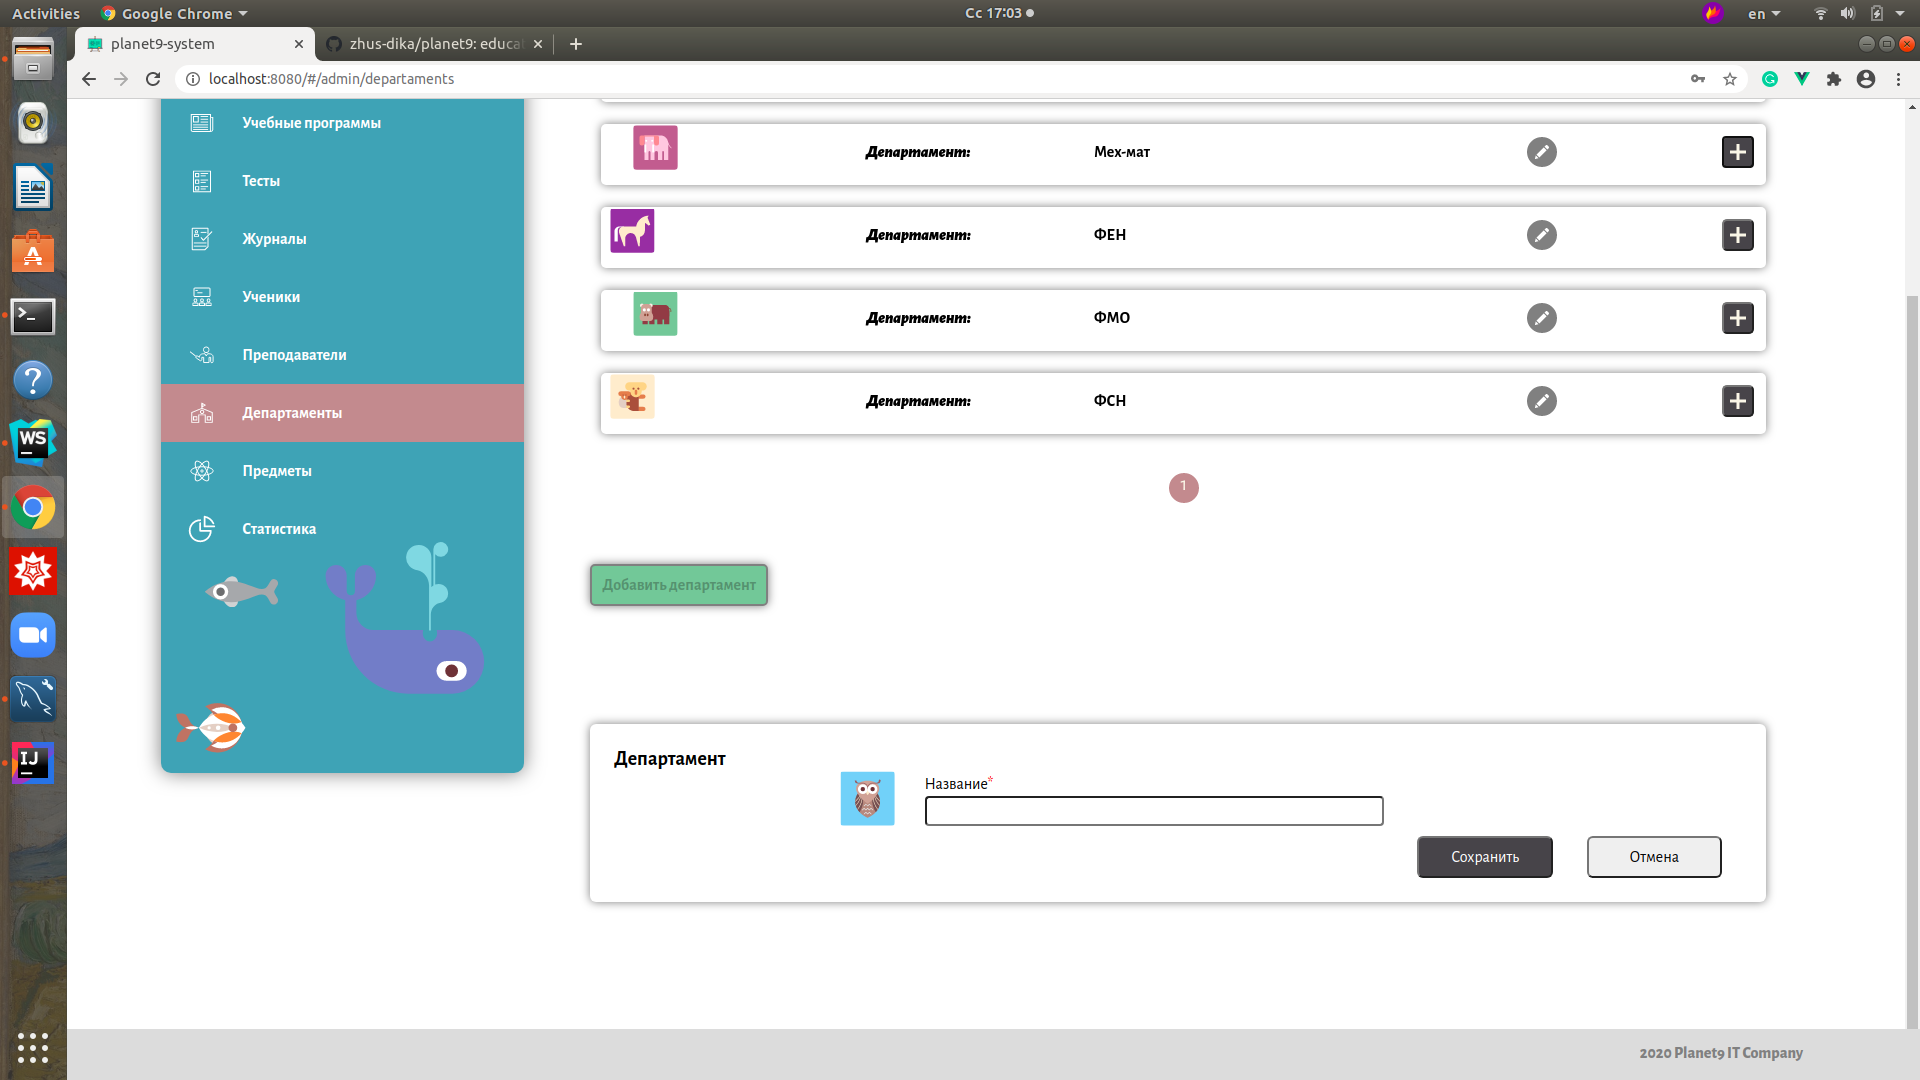 Activities
Google Chrome
Сс 17:03
en
planet9-system
zhus-dika/planet9: educa
localhost:8080/#/admin/departaments
Учебные программы
Тесты
Журналы
Ученики
Преподаватели
Департаменты
Предметы
Статистика
Департамент: Мех-мат
Департамент: ФЕН
Департамент: ФМО
Департамент: ФСН
1
Добавить департамент
Департамент
Название*
Сохранить
Отмена
2020 Planet9 IT Company
WS
IJ